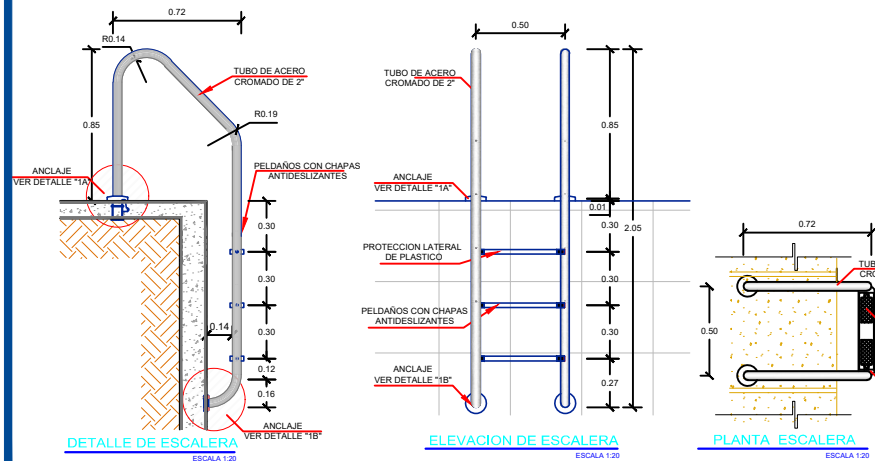 0.72
R0.14
TUBO DE ACERO
CROMADO DE 2"
R0.19
0.85
ANCLAJE
VER DETALLE "1A"
PELDAÑOS CON CHAPAS
ANTIDESLIZANTES
0.30
0.30
0.30
0.14
0.12
0.16
ANCLAJE
VER DETALLE "1B"
DETALLE DE ESCALERA
ESCALA 1:20
0.50
TUBO DE ACERO
CROMADO DE 2"
0.85
ANCLAJE
VER DETALLE "1A"
0.01
0.30
2.05
PROTECCION LATERAL
DE PLASTICO
0.30
PELDAÑOS CON CHAPAS
ANTIDESLIZANTES
0.30
ANCLAJE
VER DETALLE "1B"
0.27
ELEVACION DE ESCALERA
ESCALA 1:20
0.72
TUB
CRO
0.50
PLANTA ESCALERA
ESCALA 1:20